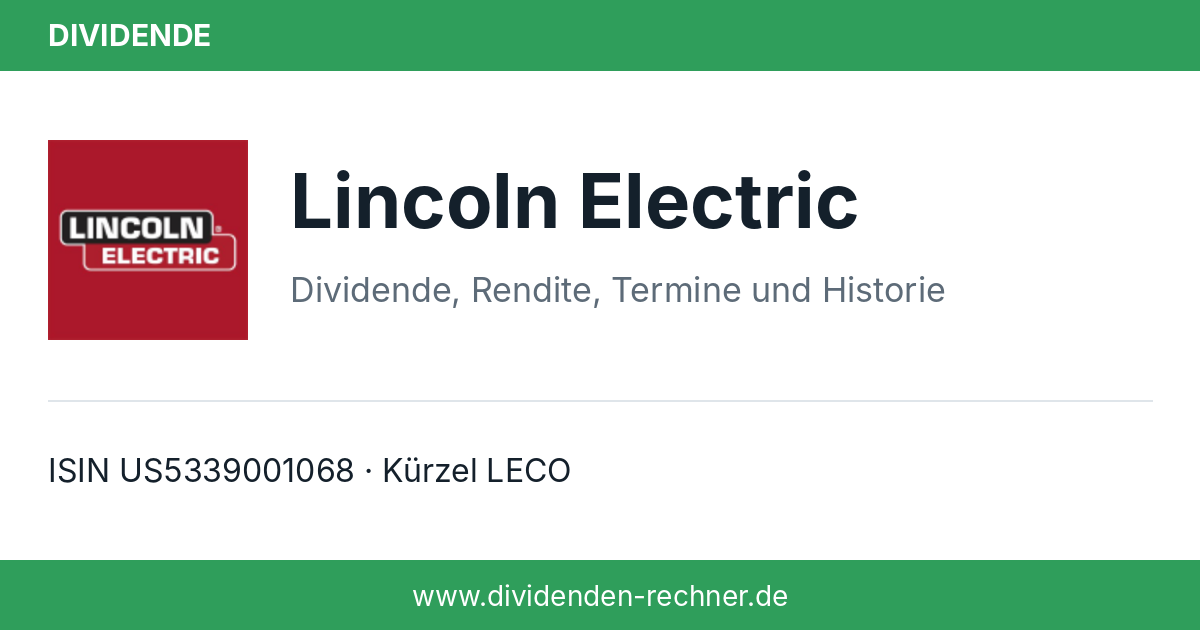 DIVIDENDE
LINCOLN®
ELECTRIC
Lincoln Electric
Dividende, Rendite, Termine und Historie
ISIN US5339001068 · Kürzel LECO
www.dividenden-rechner.de